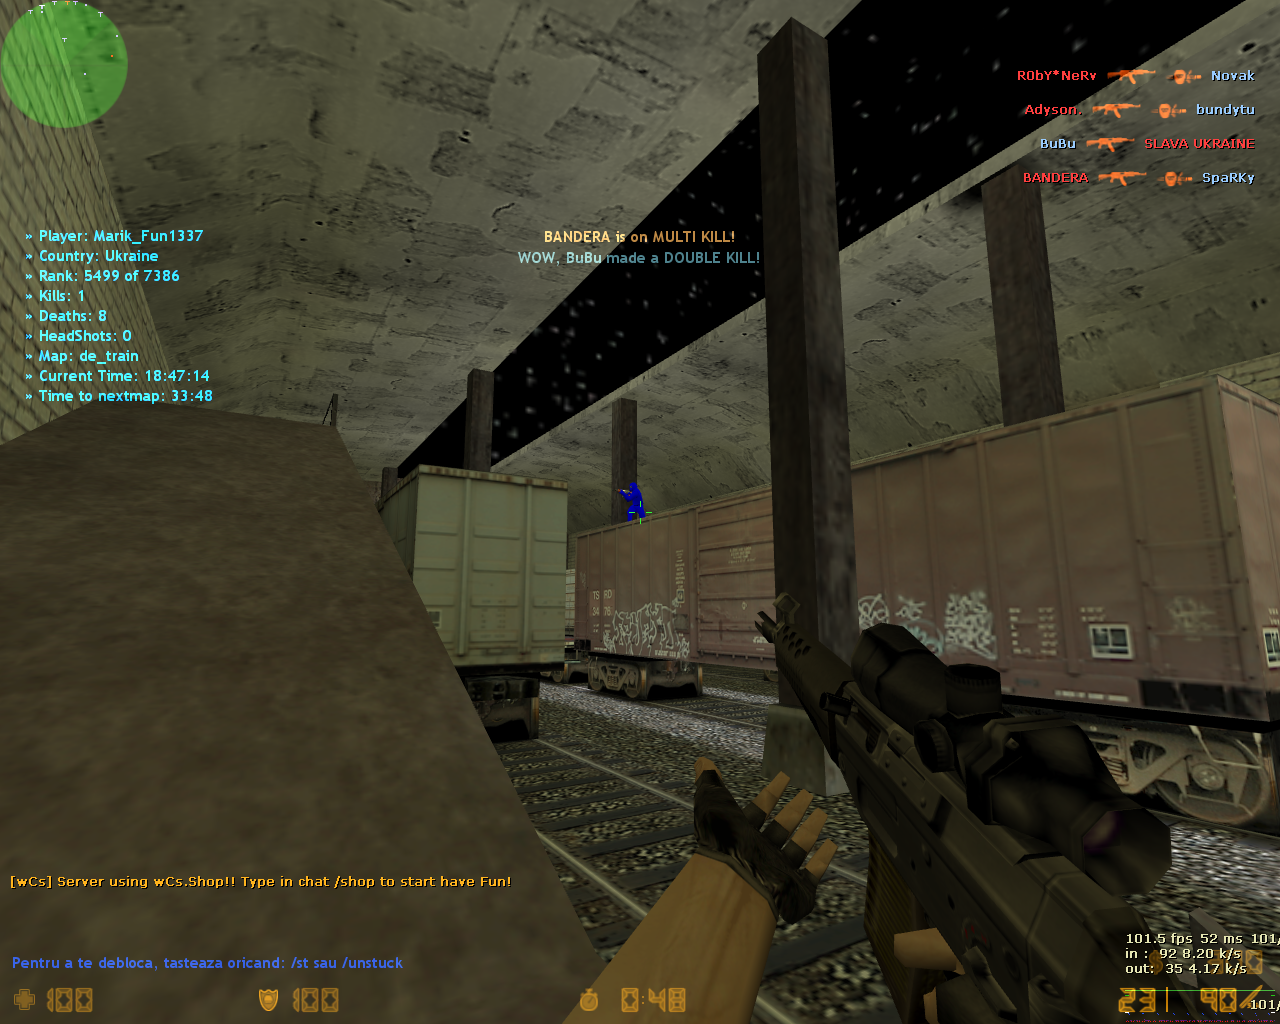 R0bY*NeRv Novak
Adyson. bundytu
BuBu SLAVA UKRAINE
BANDERA SpaRKy
» Player: Marik_Fun1337
» Country: Ukraine
» Rank: 5499 of 7386
» Kills: 1
» Deaths: 8
» HeadShots: 0
» Map: de_train
» Current Time: 18:47:14
» Time to nextmap: 33:48
BANDERA is on MULTI KILL!
WOW, BuBu made a DOUBLE KILL!
[wCs] Server using wCs.Shop!! Type in chat /shop to start have Fun!
Pentru a te debloca, tasteaza oricand: /st sau /unstuck
100 100 0:48
101.5 fps 52 ms 101/
in : 92 8.20 k/s
out: 35 4.17 k/s
23 | 90
101/